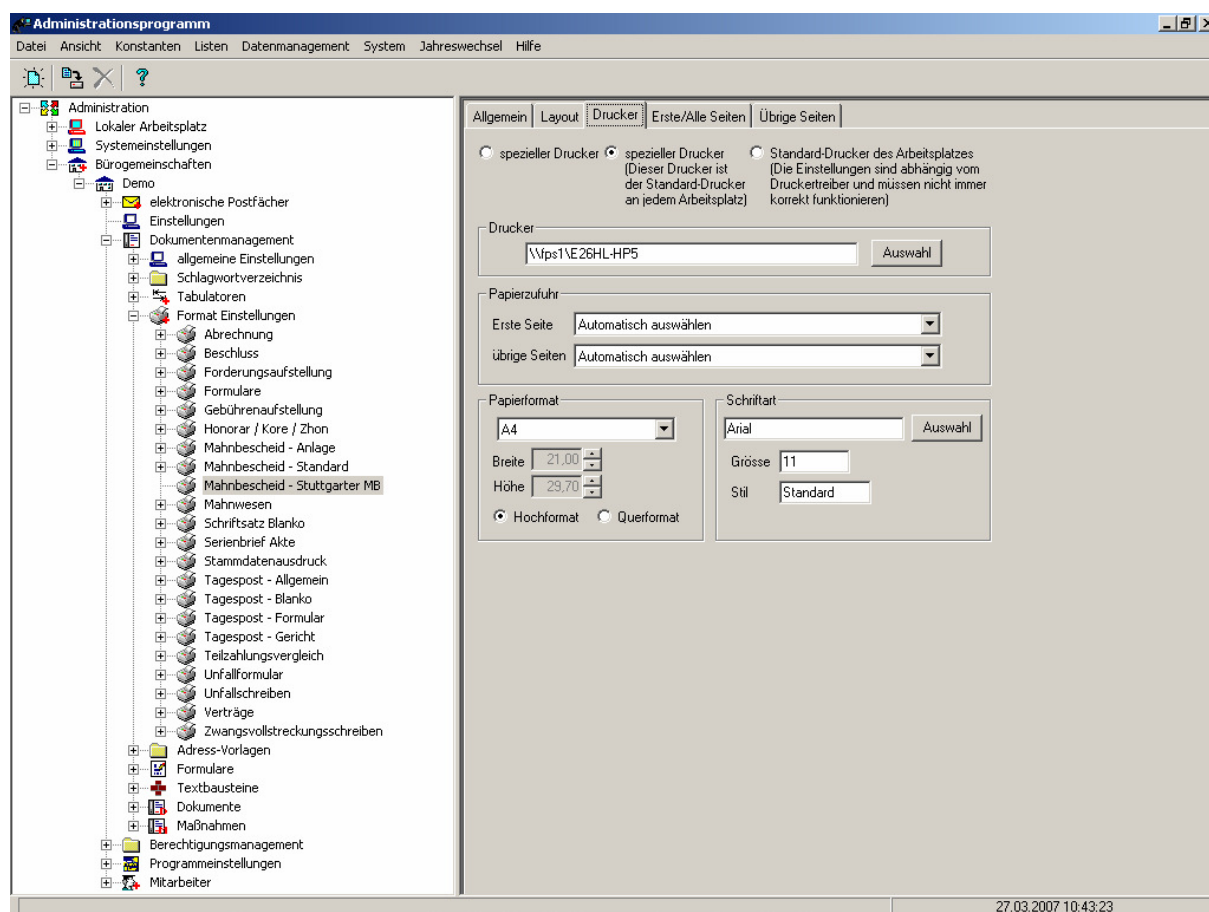 Administrationsprogramm
Datei Ansicht Konstanten Listen Datenmanagement System Jahreswechsel Hilfe
Administration
Lokaler Arbeitsplatz
Systemeinstellungen
Bürogemeinschaften
Demo
elektronische Postfächer
Einstellungen
Dokumentenmanagement
allgemeine Einstellungen
Schlagwortverzeichnis
Tabulatoren
Format Einstellungen
Abrechnung
Beschluss
Forderungsaufstellung
Formulare
Gebührenaufstellung
Honorar / Kore / Zhon
Mahnbescheid - Anlage
Mahnbescheid - Standard
Mahnbescheid - Stuttgarter MB
Mahnwesen
Schriftsatz Blanko
Serienbrief Akte
Stammdatenausdruck
Tagespost - Allgemein
Tagespost - Blanko
Tagespost - Formular
Tagespost - Gericht
Teilzahlungsvergleich
Unfallformular
Unfallschreiben
Verträge
Zwangsvollstreckungsschreiben
Adress-Vorlagen
Formulare
Textbausteine
Dokumente
Maßnahmen
Berechtigungsmanagement
Programmeinstellungen
Mitarbeiter
Allgemein Layout Drucker Erste/Alle Seiten Übrige Seiten
spezieller Drucker
spezieller Drucker
(Dieser Drucker ist
der Standard-Drucker
an jedem Arbeitsplatz)
Standard-Drucker des Arbeitsplatzes
(Die Einstellungen sind abhängig vom
Druckertreiber und müssen nicht immer
korrekt funktionieren)
Drucker
\\fps1\E26HL-HP5 Auswahl
Papierzufuhr
Erste Seite Automatisch auswählen
übrige Seiten Automatisch auswählen
Papierformat
A4
Breite 21,00
Höhe 29,70
Hochformat Querformat
Schriftart
Arial Auswahl
Grösse 11
Stil Standard
27.03.2007 10:43:23